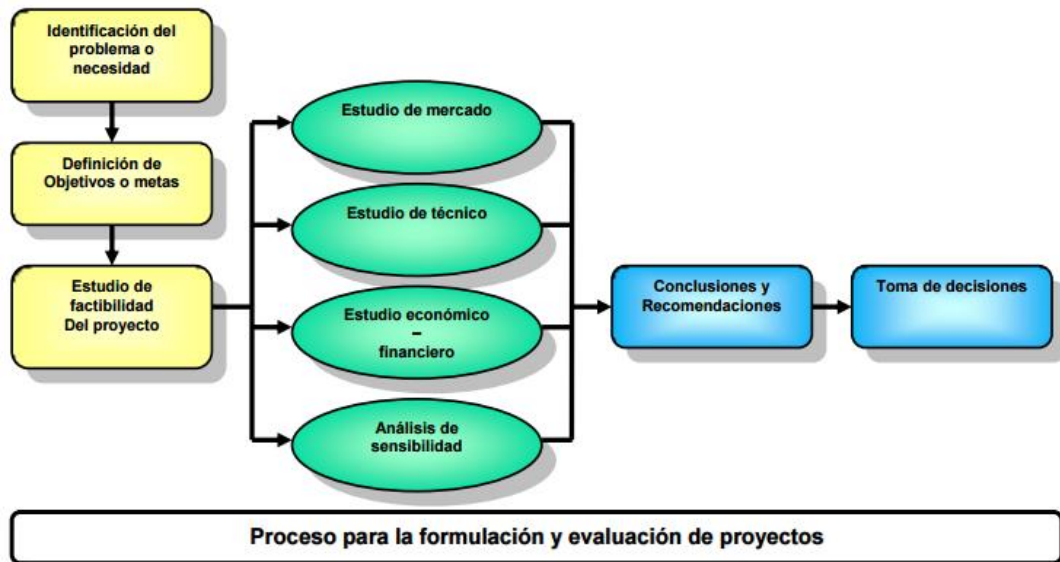 Identificación del
problema o
necesidad
Definición de
Objetivos o metas
Estudio de
factibilidad
Del proyecto
Estudio de mercado
Estudio de técnico
Estudio económico
–
financiero
Análisis de
sensibilidad
Conclusiones y
Recomendaciones
Toma de decisiones
Proceso para la formulación y evaluación de proyectos